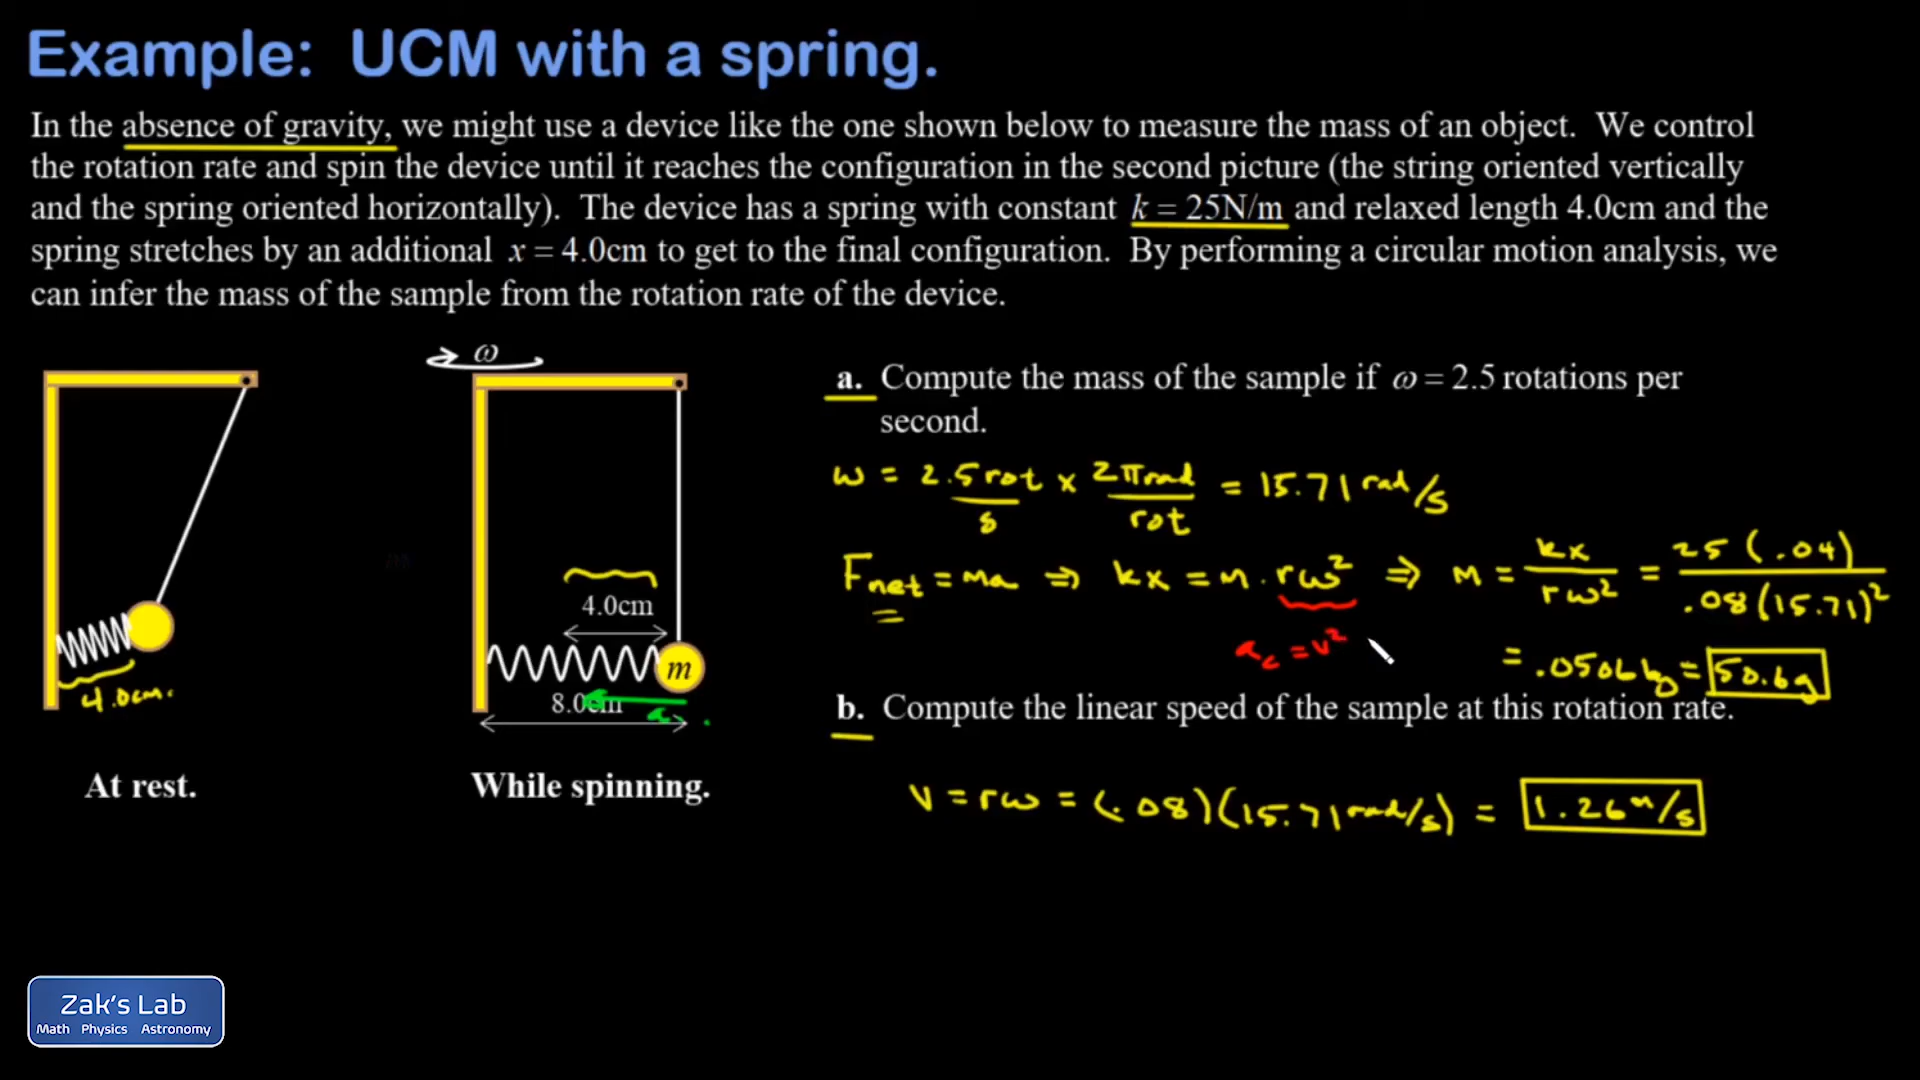 Example: UCM with a spring.
In the absence of gravity, we might use a device like the one shown below to measure the mass of an object. We control
the rotation rate and spin the device until it reaches the configuration in the second picture (the string oriented vertically
and the spring oriented horizontally). The device has a spring with constant k = 25N/m and relaxed length 4.0cm and the
spring stretches by an additional x = 4.0cm to get to the final configuration. By performing a circular motion analysis, we
can infer the mass of the sample from the rotation rate of the device.
ω
a. Compute the mass of the sample if ω = 2.5 rotations per
second.
ω = 2.5 rot/s × 2π rad/rot = 15.71 rad/s
Fnet = ma ⇒ kx = m · rω² ⇒ m = kx/rω² = 25(.04)/.08(15.71)²
ac = v²
= .0506 kg = 50.6g
4.0cm
m
8.0cm
a
4.0cm.
At rest.
While spinning.
b. Compute the linear speed of the sample at this rotation rate.
v = rω = (.08)(15.71 rad/s) = 1.26 m/s
Zak's Lab
Math Physics Astronomy